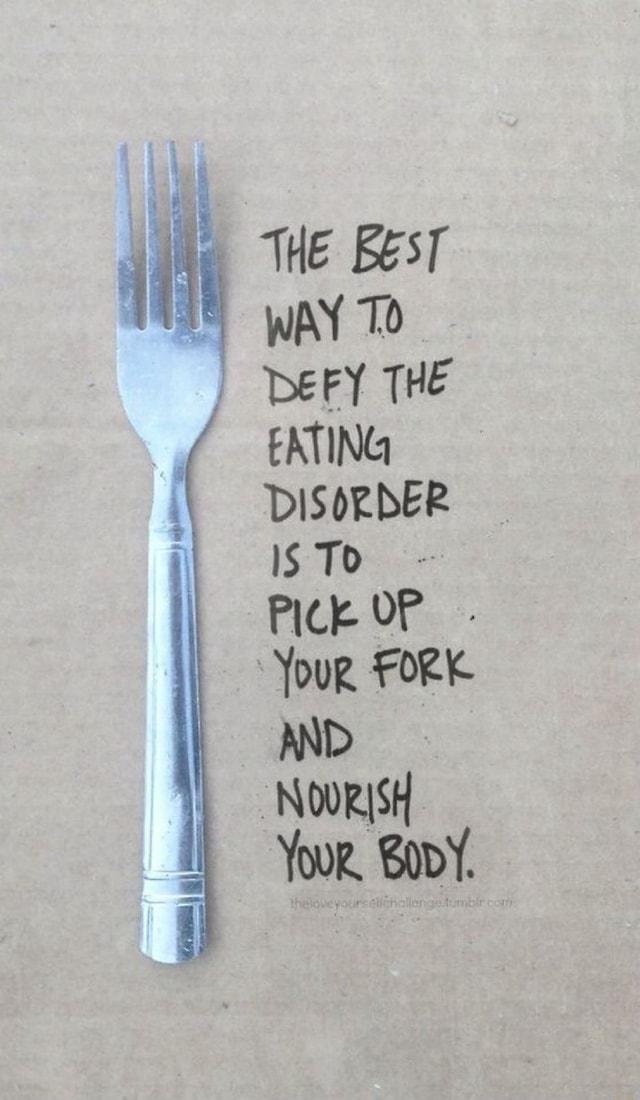 THE BEST
WAY TO
DEFY THE
EATING
DISORDER
IS TO
PICK UP
YOUR FORK
AND
NOURISH
YOUR BODY.
theloveyourselfchallenge.tumblr.com